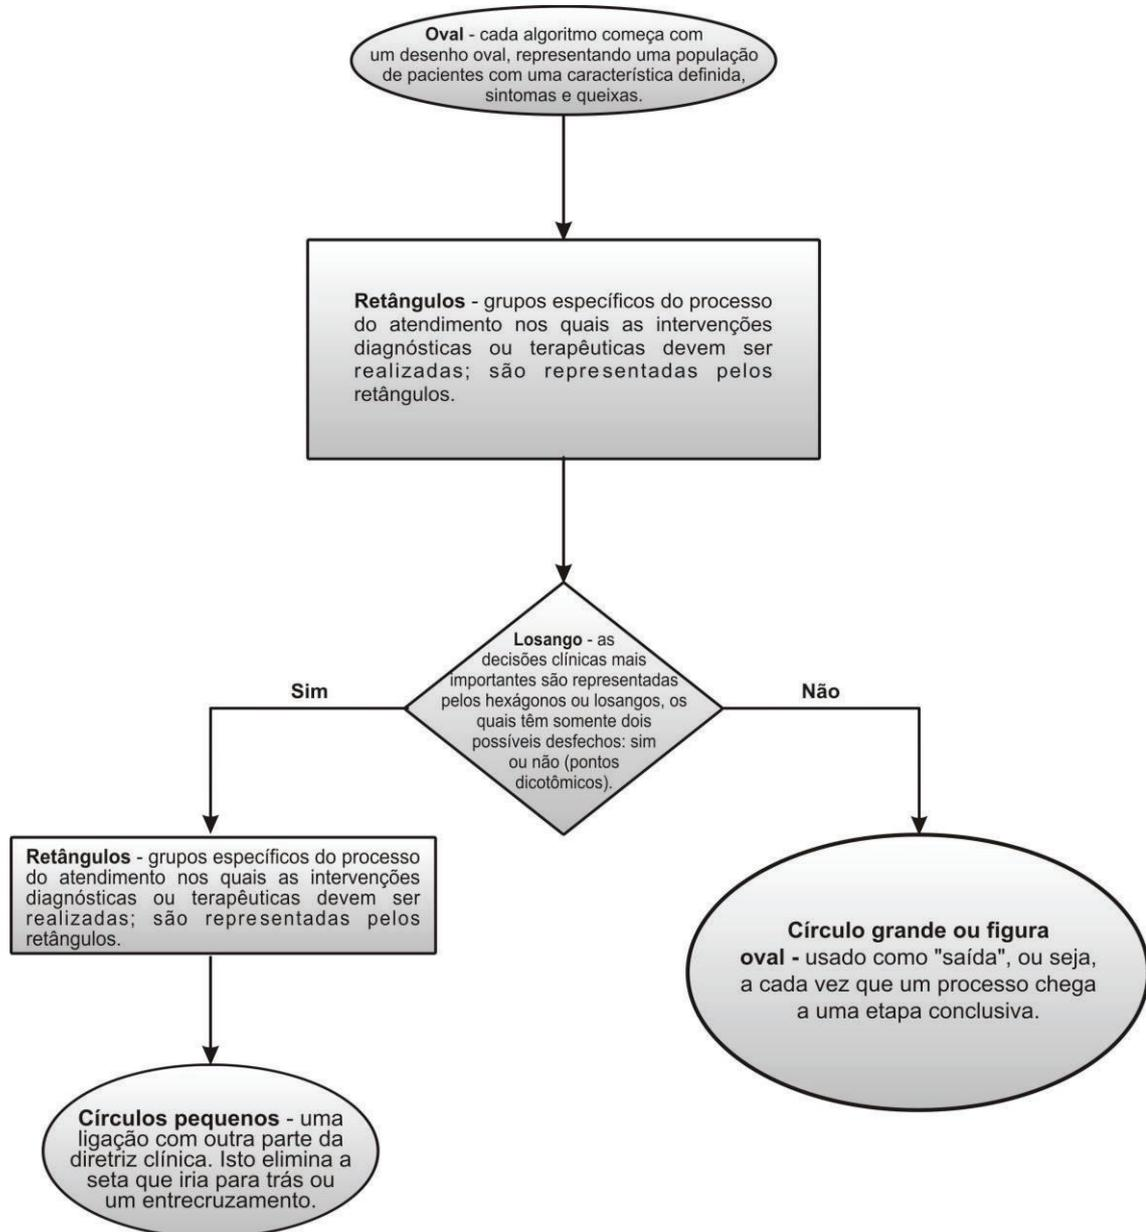 Oval - cada algoritmo começa com
um desenho oval, representando uma população
de pacientes com uma característica definida,
sintomas e queixas.
Retângulos - grupos específicos do processo
do atendimento nos quais as intervenções
diagnósticas ou terapêuticas devem ser
realizadas; são representadas pelos
retângulos.
Losango - as
decisões clínicas mais
importantes são representadas
pelos hexágonos ou losangos, os
quais têm somente dois
possíveis desfechos: sim
ou não (pontos
dicotômicos).
Sim
Não
Retângulos - grupos específicos do processo
do atendimento nos quais as intervenções
diagnósticas ou terapêuticas devem ser
realizadas; são representadas pelos
retângulos.
Círculo grande ou figura
oval - usado como "saída", ou seja,
a cada vez que um processo chega
a uma etapa conclusiva.
Círculos pequenos - uma
ligação com outra parte da
diretriz clínica. Isto elimina a
seta que iria para trás ou
um entrecruzamento.